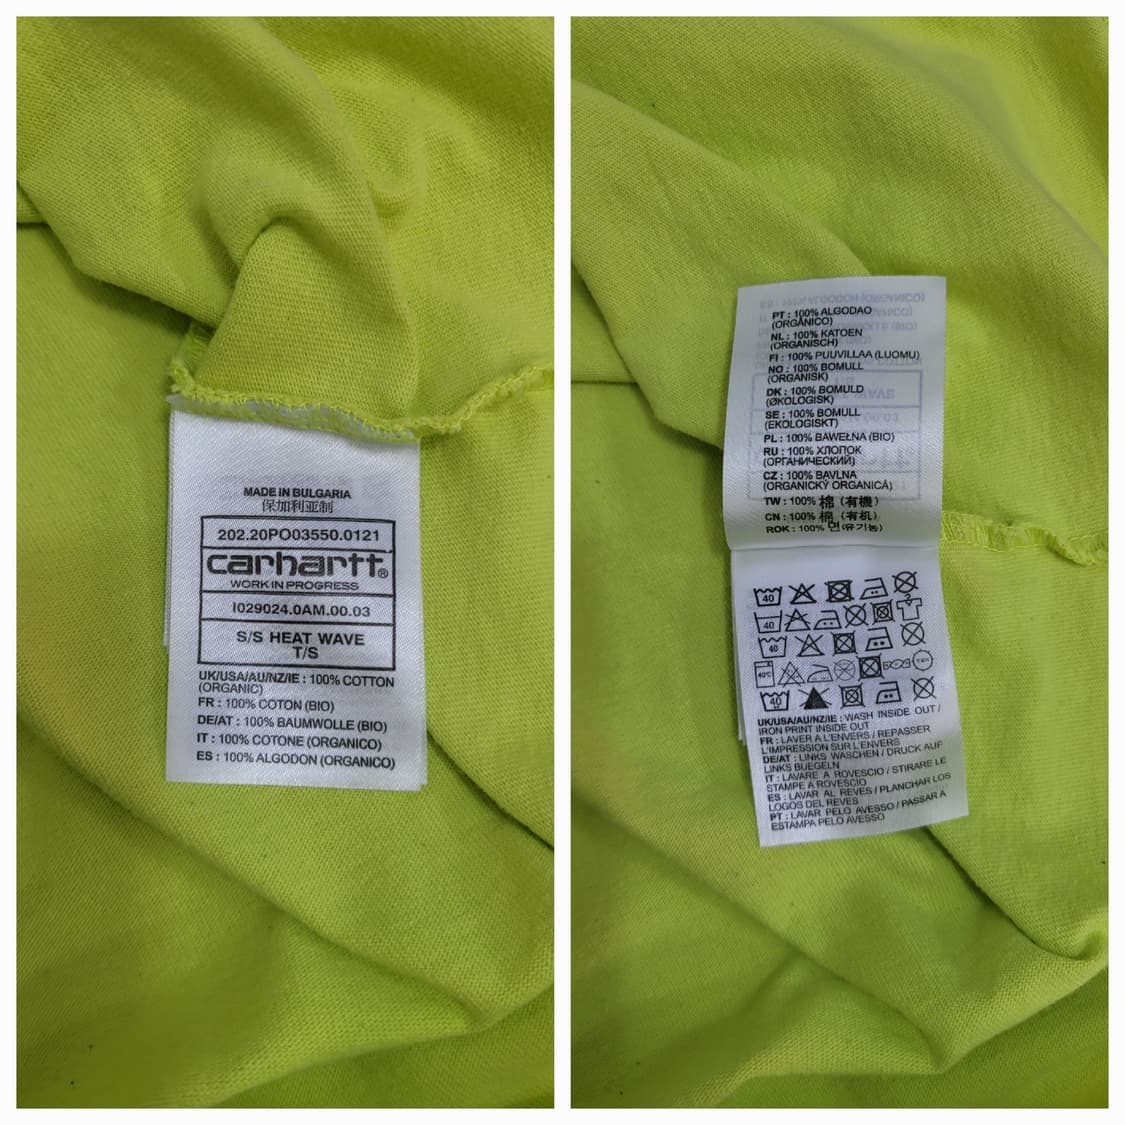 MADE IN BULGARIA
保加利亚制
202.20PO03550.0121
carhartt®
WORK IN PROGRESS
I029024.0AM.00.03
S/S HEAT WAVE
T/S
UK/USA/AU/NZ/IE : 100% COTTON
(ORGANIC)
FR : 100% COTON (BIO)
DE/AT : 100% BAUMWOLLE (BIO)
IT : 100% COTONE (ORGANICO)
ES : 100% ALGODON (ORGANICO)
PT : 100% ALGODAO
(ORGÂNICO)
NL : 100% KATOEN
(ORGANISCH)
FI : 100% PUUVILLAA (LUOMU)
NO : 100% BOMULL
(ORGANISK)
DK : 100% BOMULD
(ØKOLOGISK)
SE : 100% BOMULL
(EKOLOGISKT)
PL : 100% BAWEŁNA (BIO)
RU : 100% ХЛОПОК
(ОРГАНИЧЕСКИЙ)
CZ : 100% BAVLNA
(ORGANICKÝ ORGANICÁ)
TW : 100% 棉 (有機)
CN : 100% 棉 (有机)
ROK : 100% 면 (유기농)
40
40
40
40°C
40
UK/USA/AU/NZ/IE : WASH INSIDE OUT /
IRON PRINT INSIDE OUT
FR : LAVER A L'ENVERS / REPASSER
L'IMPRESSION SUR L'ENVERS
DE/AT : LINKS WASCHEN / DRUCK AUF
LINKS BUEGELN
IT : LAVARE A ROVESCIO / STIRARE LE
STAMPE A ROVESCIO
ES : LAVAR AL REVES / PLANCHAR LOS
LOGOS DEL REVES
PT : LAVAR PELO AVESSO / PASSAR A
ESTAMPA PELO AVESSO